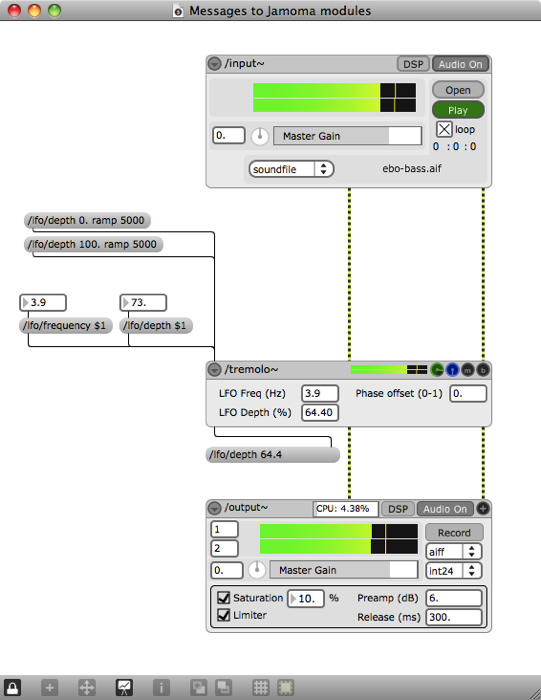 Messages to Jamoma modules
/input~ DSP Audio On
Open
Play
loop
0 : 0 : 0
0. Master Gain
soundfile ebo-bass.aif
/lfo/depth 0. ramp 5000
/lfo/depth 100. ramp 5000
3.9 73.
/lfo/frequency $1 /lfo/depth $1
/tremolo~ m b
LFO Freq (Hz) 3.9 Phase offset (0-1) 0.
LFO Depth (%) 64.40
/lfo/depth 64.4
/output~ CPU: 4.38% DSP Audio On +
1 Record
2 aiff
0. Master Gain int24
Saturation 10. % Preamp (dB) 6.
Limiter Release (ms) 300.